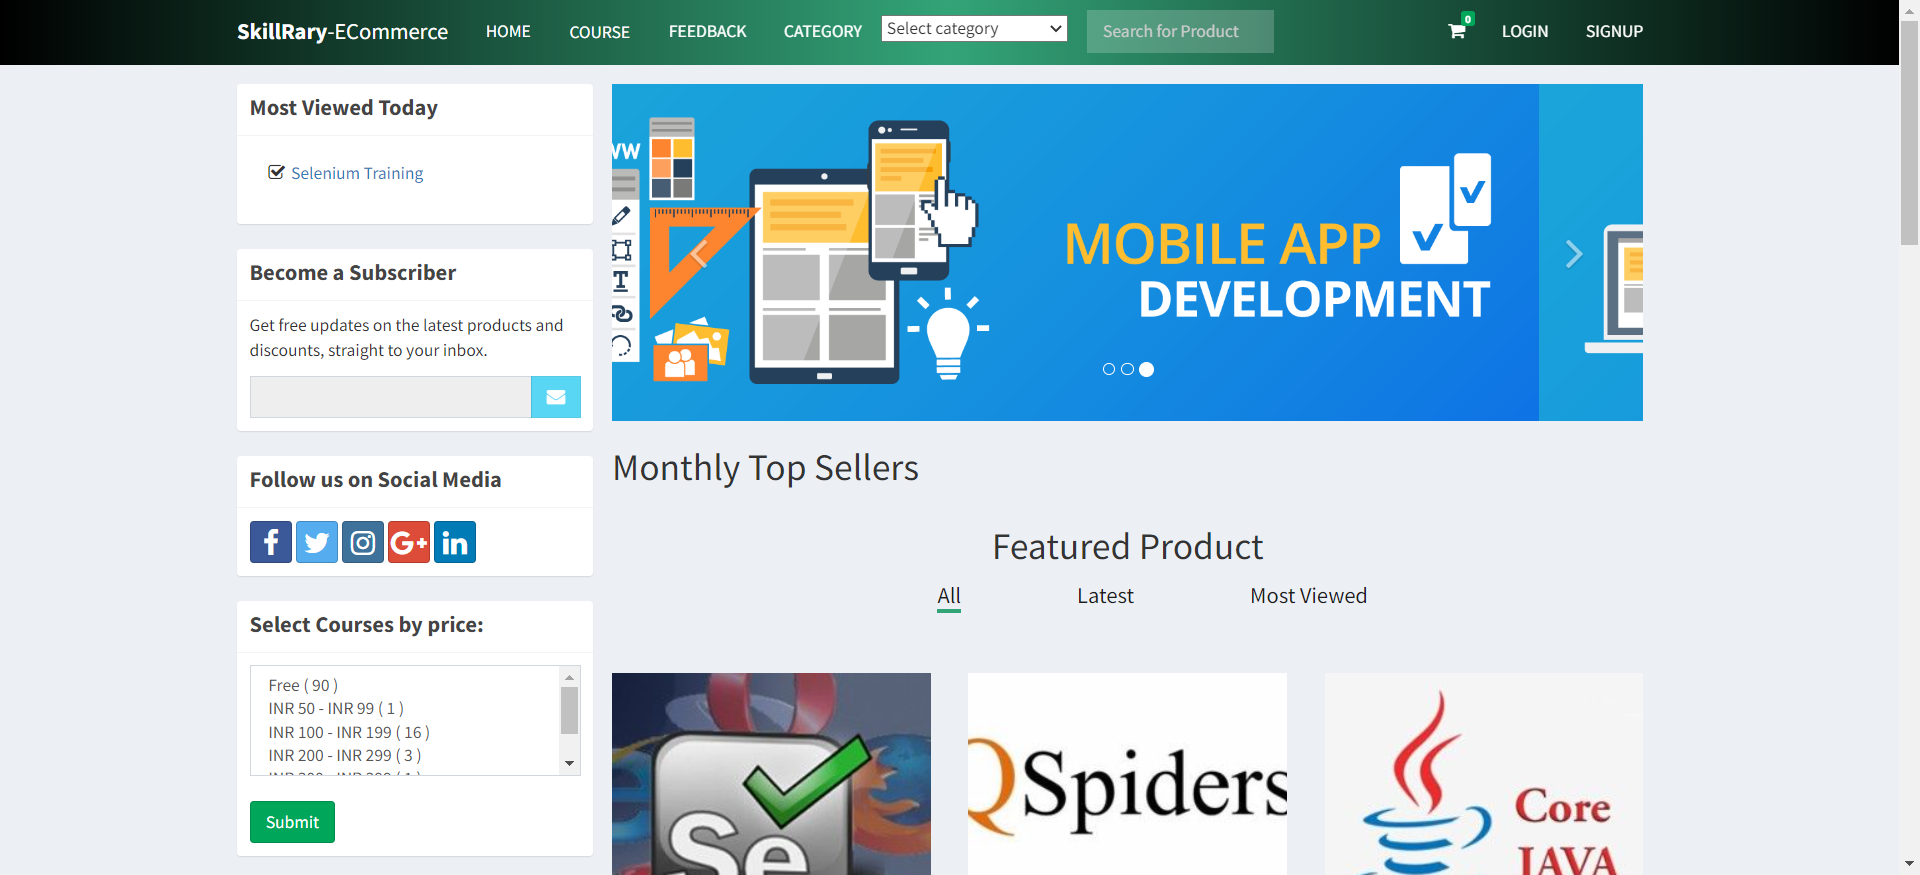 SkillRary-ECommerce HOME COURSE FEEDBACK CATEGORY Select category Search for Product 0 LOGIN SIGNUP
Most Viewed Today
Selenium Training
Become a Subscriber
Get free updates on the latest products and
discounts, straight to your inbox.
Follow us on Social Media
f G+ in
Select Courses by price:
Free ( 90 )
INR 50 - INR 99 ( 1 )
INR 100 - INR 199 ( 16 )
INR 200 - INR 299 ( 3 )
Submit
T
MOBILE APP
DEVELOPMENT
Monthly Top Sellers
Featured Product
All Latest Most Viewed
Se
QSpiders
Core
JAVA